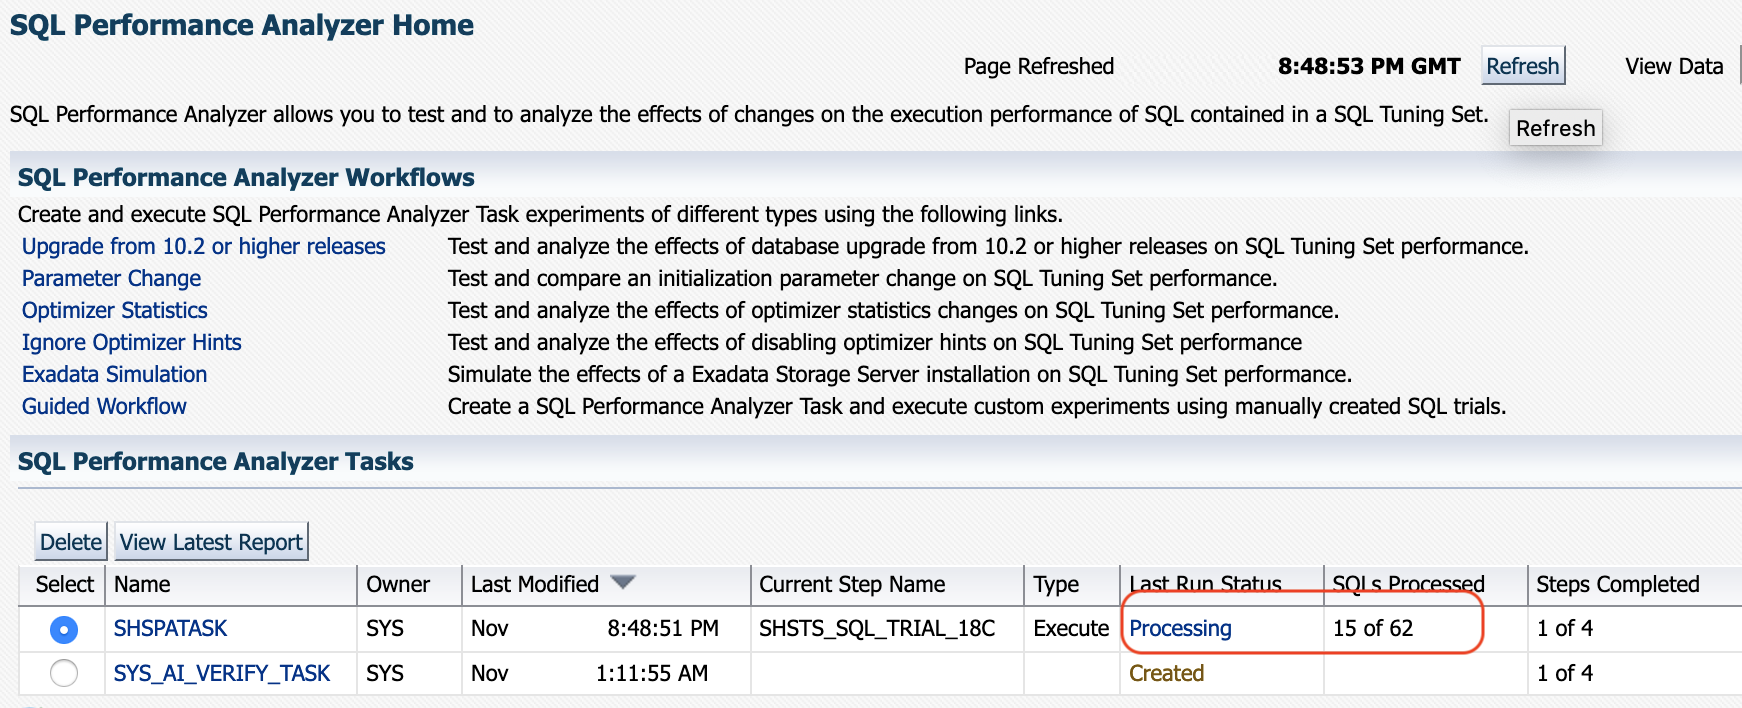 SQL Performance Analyzer Home
Page Refreshed 8:48:53 PM GMT Refresh View Data
SQL Performance Analyzer allows you to test and to analyze the effects of changes on the execution performance of SQL contained in a SQL Tuning Set.
Refresh
SQL Performance Analyzer Workflows
Create and execute SQL Performance Analyzer Task experiments of different types using the following links.
Upgrade from 10.2 or higher releases Test and analyze the effects of database upgrade from 10.2 or higher releases on SQL Tuning Set performance.
Parameter Change Test and compare an initialization parameter change on SQL Tuning Set performance.
Optimizer Statistics Test and analyze the effects of optimizer statistics changes on SQL Tuning Set performance.
Ignore Optimizer Hints Test and analyze the effects of disabling optimizer hints on SQL Tuning Set performance
Exadata Simulation Simulate the effects of a Exadata Storage Server installation on SQL Tuning Set performance.
Guided Workflow Create a SQL Performance Analyzer Task and execute custom experiments using manually created SQL trials.
SQL Performance Analyzer Tasks
Delete View Latest Report
Select Name Owner Last Modified Current Step Name Type Last Run Status SQLs Processed Steps Completed
SHSPATASK SYS Nov 8:48:51 PM SHSTS_SQL_TRIAL_18C Execute Processing 15 of 62 1 of 4
SYS_AI_VERIFY_TASK SYS Nov 1:11:55 AM Created 1 of 4